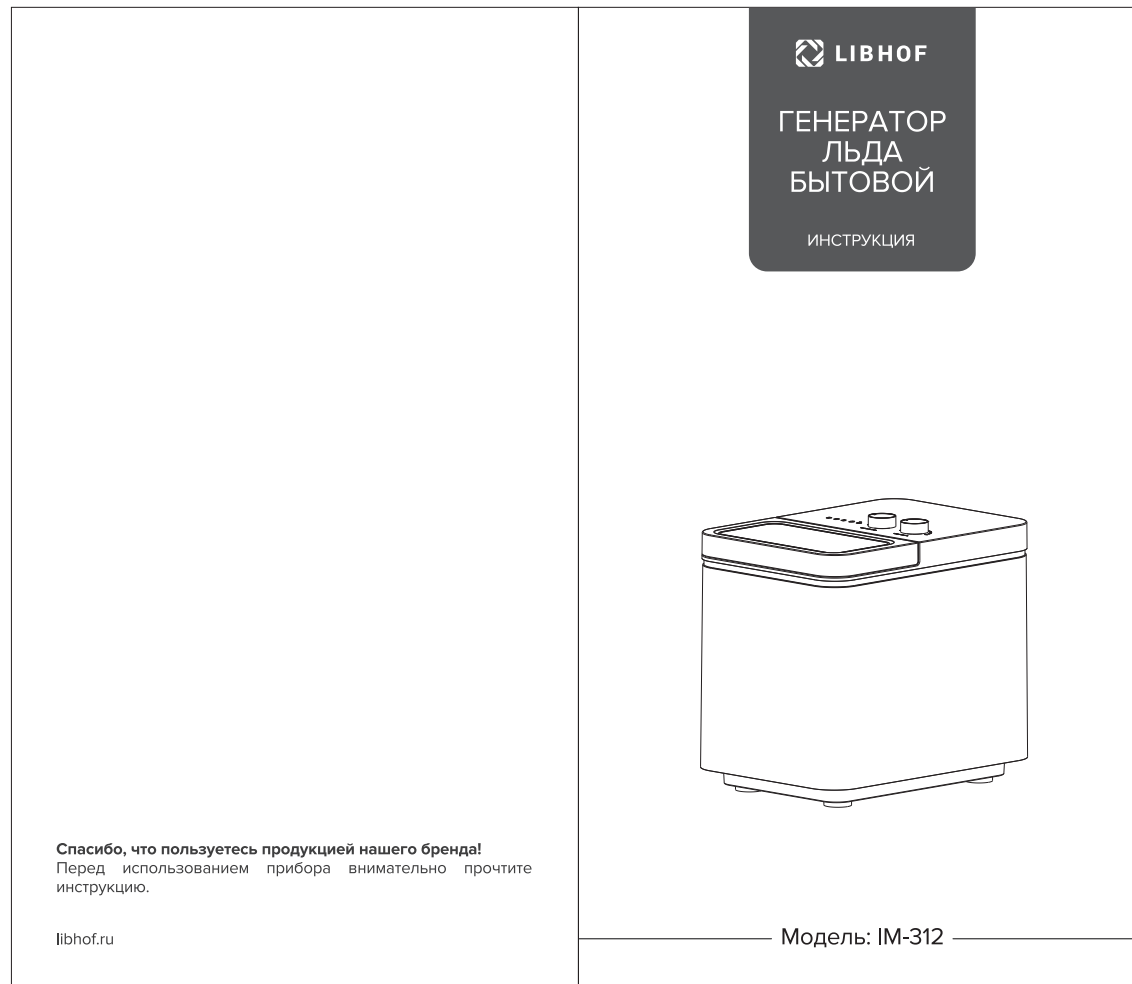 Спасибо, что пользуетесь продукцией нашего бренда!
Перед использованием прибора внимательно прочтите
инструкцию.
libhof.ru
LIBHOF
ГЕНЕРАТОР
ЛЬДА
БЫТОВОЙ
ИНСТРУКЦИЯ
Модель: IM-312